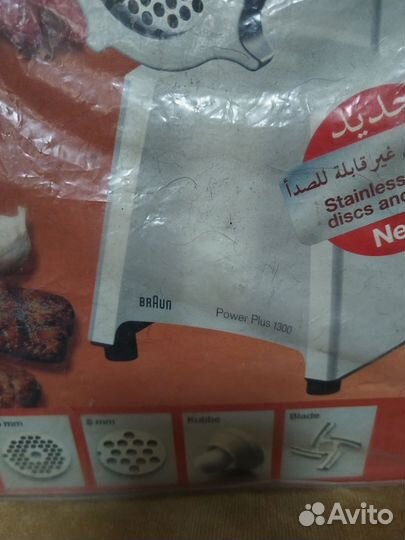 جديد
غير قابلة للصدأ
Stainless
discs and
Ne
BRAUN
Power Plus 1300
mm
8 mm
Kubbe
Blade
Avito